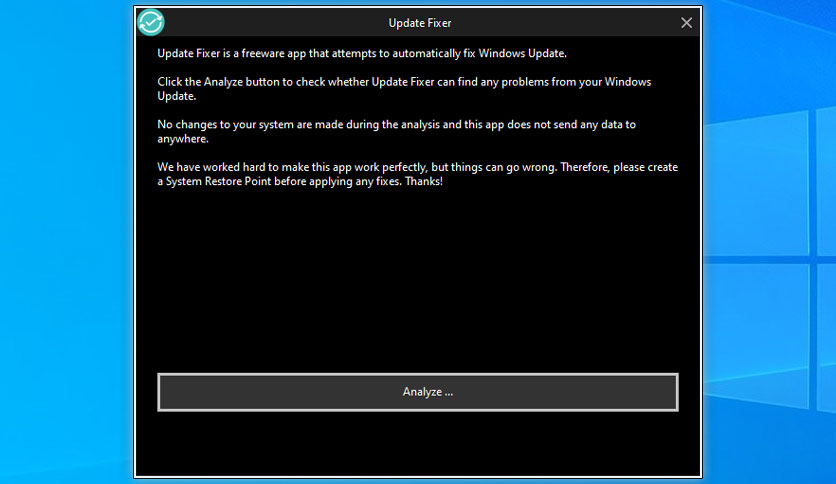 Update Fixer
Update Fixer is a freeware app that attempts to automatically fix Windows Update.
Click the Analyze button to check whether Update Fixer can find any problems from your Windows
Update.
No changes to your system are made during the analysis and this app does not send any data to
anywhere.
We have worked hard to make this app work perfectly, but things can go wrong. Therefore, please create
a System Restore Point before applying any fixes. Thanks!
Analyze ...